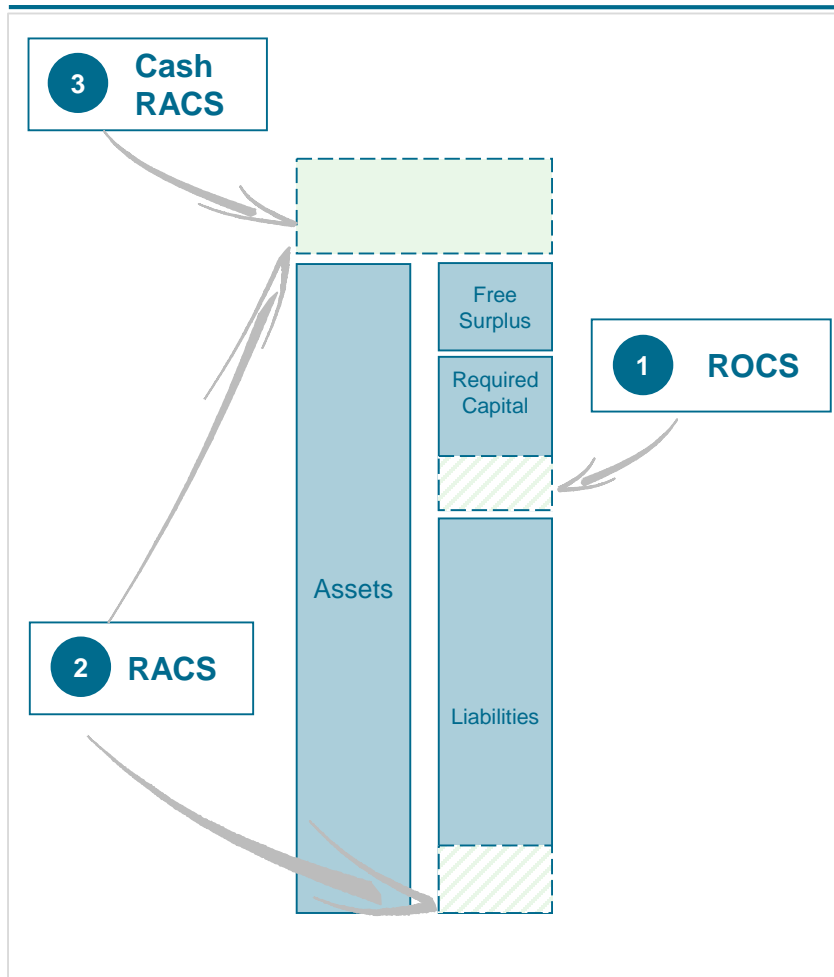 3
Cash
RACS
Free
Surplus
Required
Capital
1
ROCS
Assets
2
RACS
Liabilities